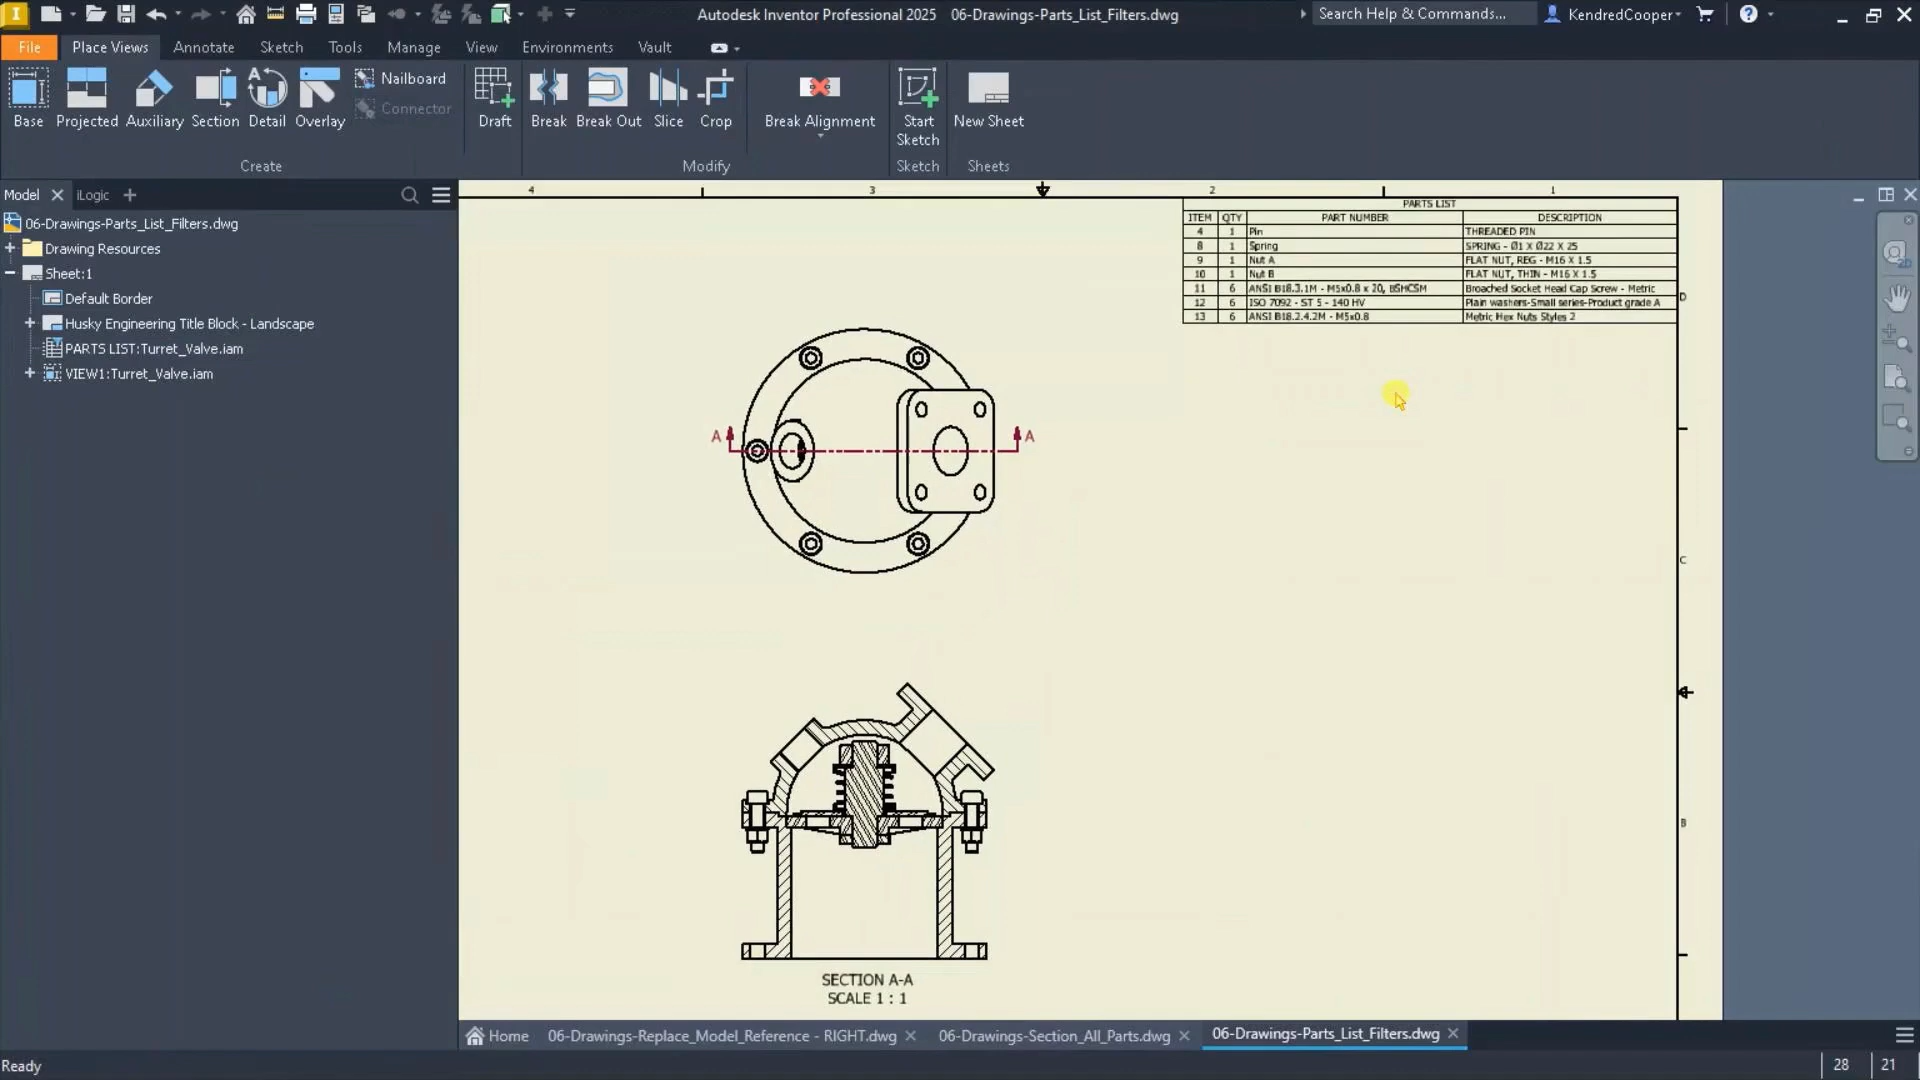 Autodesk Inventor Professional 2025 06-Drawings-Parts_List_Filters.dwg
Search Help & Commands...
KendredCooper
File
Place Views
Annotate
Sketch
Tools
Manage
View
Environments
Vault
Base
Projected
Auxiliary
Section
Detail
Overlay
Nailboard
Connector
Draft
Break
Break Out
Slice
Crop
Break Alignment
Start
Sketch
New Sheet
Create
Modify
Sketch
Sheets
Model
iLogic
06-Drawings-Parts_List_Filters.dwg
Drawing Resources
Sheet:1
Default Border
Husky Engineering Title Block - Landscape
PARTS LIST:Turret_Valve.iam
VIEW1:Turret_Valve.iam
4 3 2 1
PARTS LIST
ITEM QTY PART NUMBER DESCRIPTION
4 1 Pin THREADED PIN
8 1 Spring SPRING - Ø1 X Ø22 X 25
9 1 Nut A FLAT NUT, REG - M16 X 1.5
10 1 Nut B FLAT NUT, THIN - M16 X 1.5
11 6 ANSI B18.3.1M - M5x0.8 x 20, BSHCSM Broached Socket Head Cap Screw - Metric
12 6 ISO 7092 - ST 5 - 140 HV Plain washers-Small series-Product grade A
13 6 ANSI B18.2.4.2M - M5x0.8 Metric Hex Nuts Styles 2
D
A A
C
B
SECTION A-A
SCALE 1 : 1
Home
06-Drawings-Replace_Model_Reference - RIGHT.dwg
06-Drawings-Section_All_Parts.dwg
06-Drawings-Parts_List_Filters.dwg
Ready
28 21